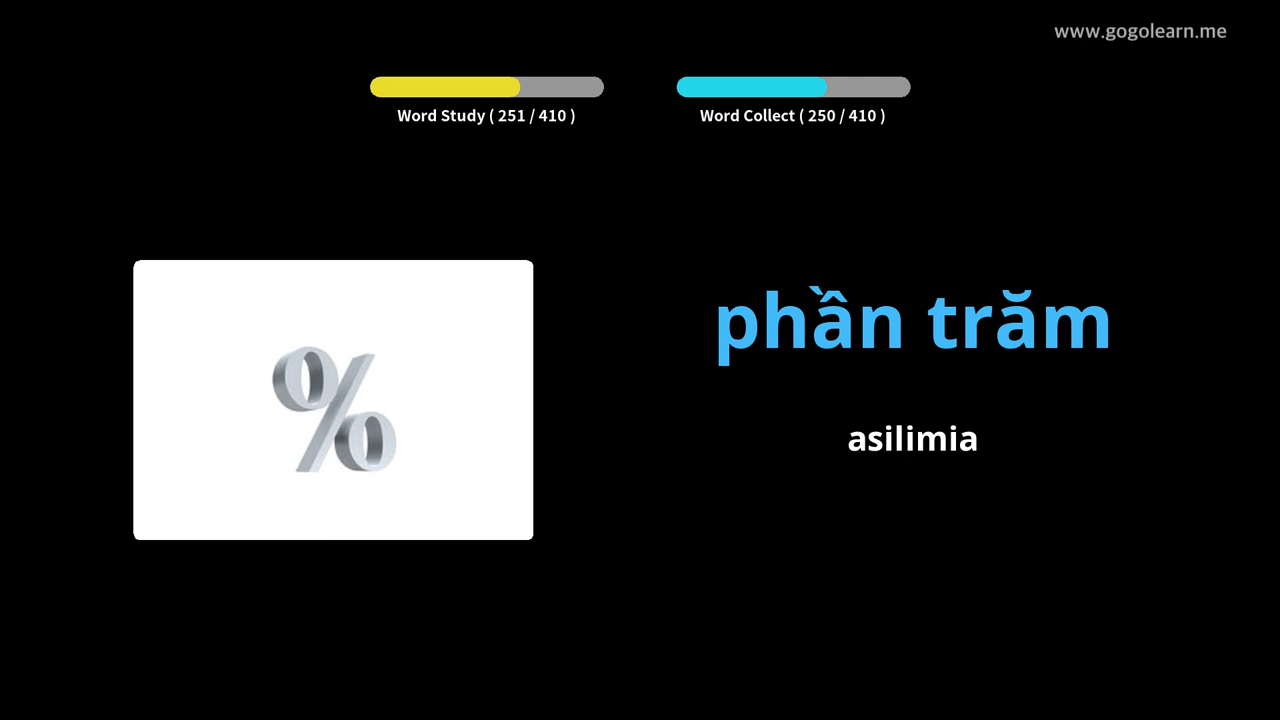 www.gogolearn.me
Word Study ( 251 / 410 )
Word Collect ( 250 / 410 )
%
phần trăm
asilimia